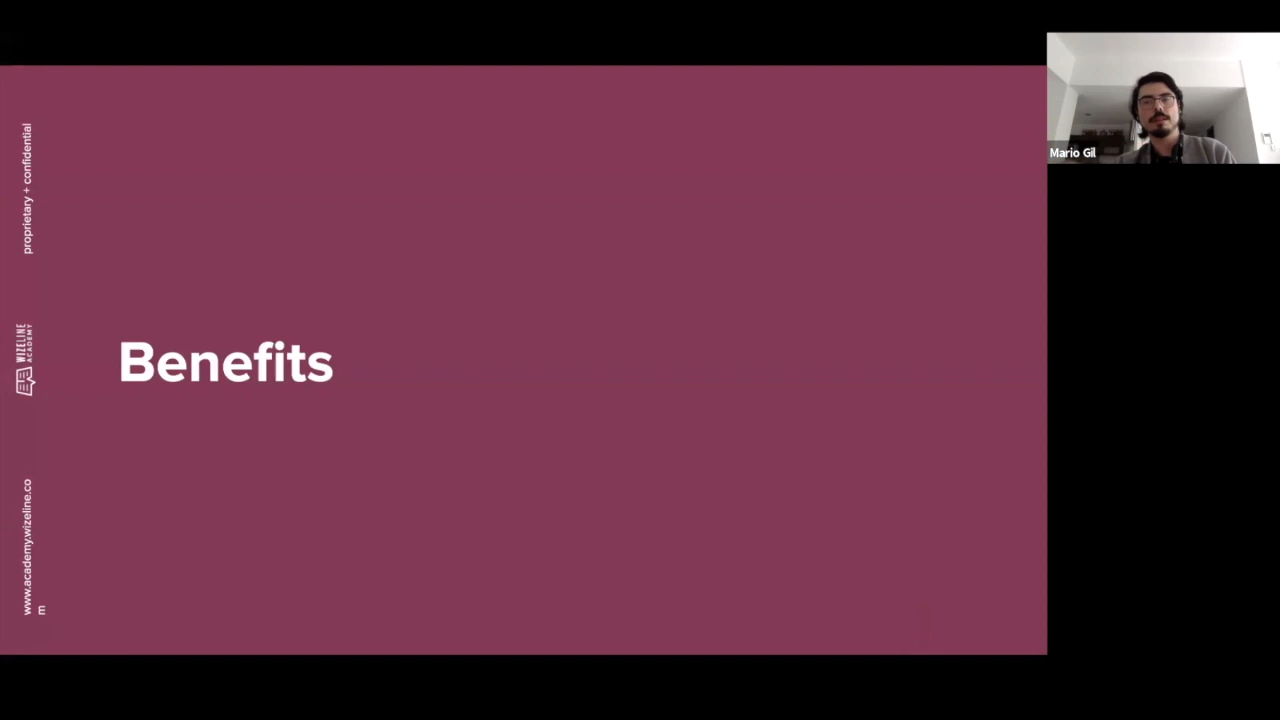 proprietary + confidential
WIZELINE
ACADEMY
www.academy.wizeline.co
m
Benefits
Mario Gil